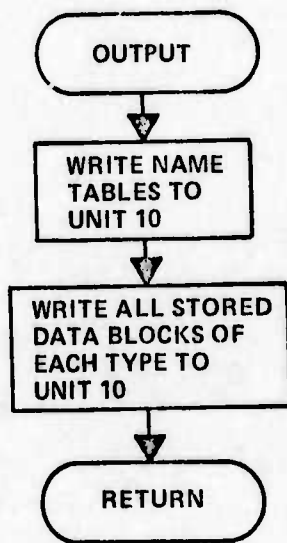 OUTPUT
WRITE NAME
TABLES TO
UNIT 10
WRITE ALL STORED
DATA BLOCKS OF
EACH TYPE TO
UNIT 10
RETURN